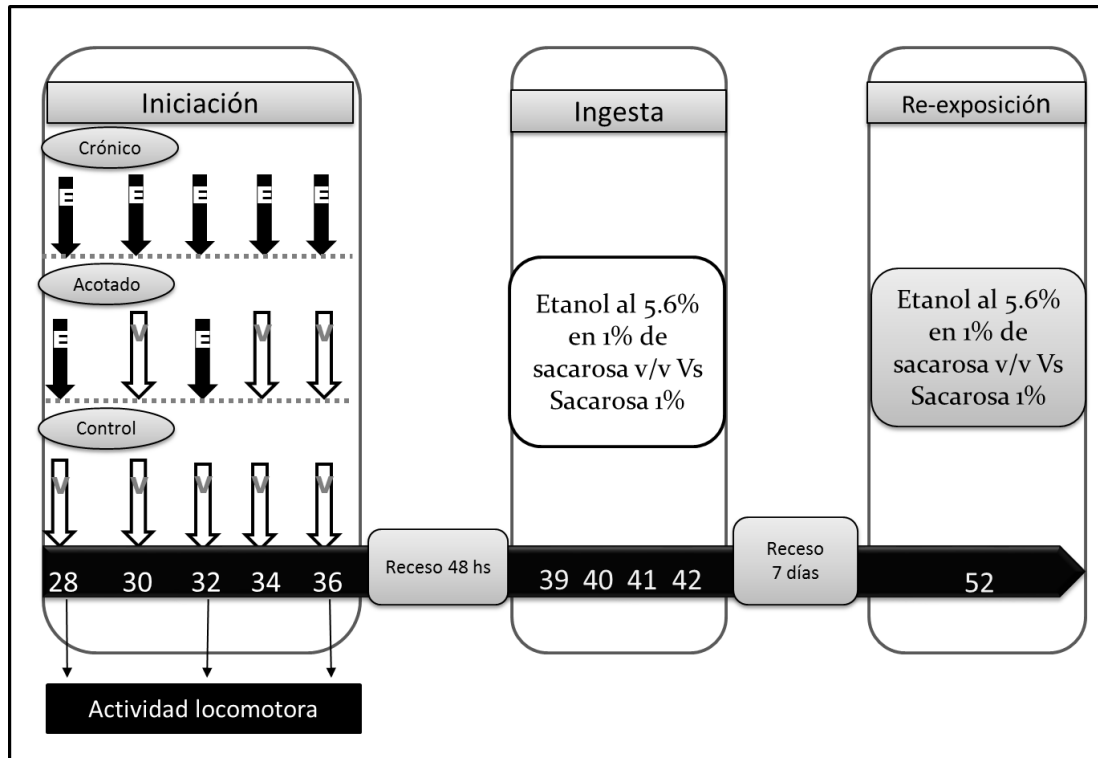 Iniciación
Ingesta
Re-exposición
Crónico
E E E E E
Acotado
E V E V V
Control
V V V V V
Etanol al 5.6%
en 1% de
sacarosa v/v Vs
Sacarosa 1%
Etanol al 5.6%
en 1% de
sacarosa v/v Vs
Sacarosa 1%
28 30 32 34 36
Receso 48 hs
39 40 41 42
Receso
7 días
52
Actividad locomotora